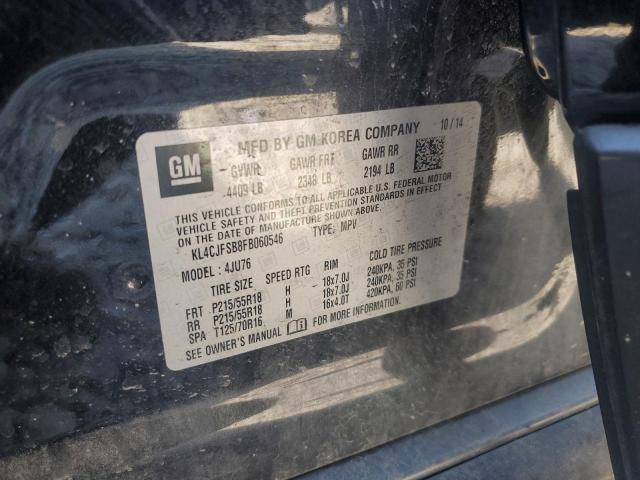 GM
MFD BY GM KOREA COMPANY 10 / 14
GVWR GAWR FRT GAWR RR
4409 LB 2348 LB 2194 LB
THIS VEHICLE CONFORMS TO ALL APPLICABLE U.S. FEDERAL MOTOR
VEHICLE SAFETY AND THEFT PREVENTION STANDARDS IN EFFECT
ON THE DATE OF MANUFACTURE SHOWN ABOVE.
KL4CJFSB8FB060546 TYPE: MPV
MODEL: 4JU76
TIRE SIZE SPEED RTG RIM COLD TIRE PRESSURE
FRT P215/55R18 H 18x7.0J 240KPA, 35 PSI
RR P215/55R18 H 18x7.0J 240KPA, 35 PSI
SPA T125/70R16 M 16x4.0T 420KPA, 60 PSI
SEE OWNER'S MANUAL FOR MORE INFORMATION.